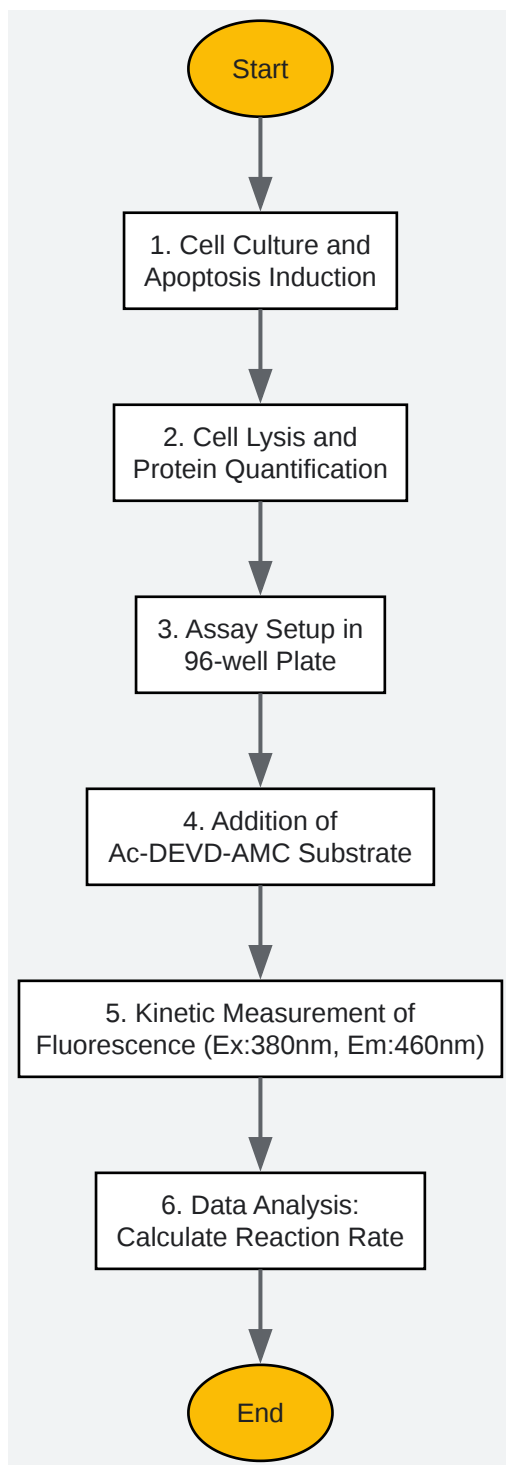 Start
1. Cell Culture and
Apoptosis Induction
2. Cell Lysis and
Protein Quantification
3. Assay Setup in
96-well Plate
4. Addition of
Ac-DEVD-AMC Substrate
5. Kinetic Measurement of
Fluorescence (Ex:380nm, Em:460nm)
6. Data Analysis:
Calculate Reaction Rate
End